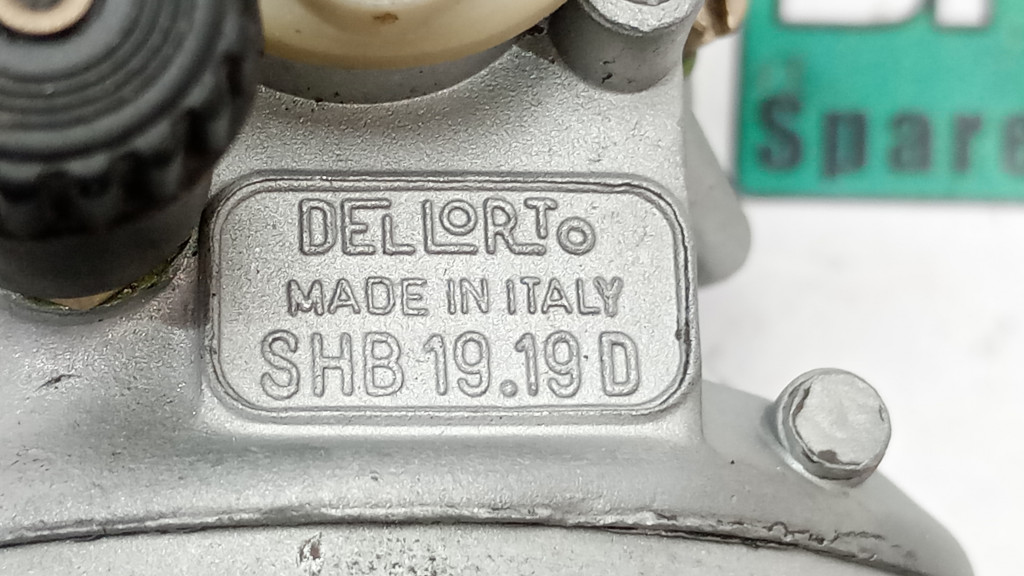 DELLORTO
MADE IN ITALY
SHB 19.19 D
Spare